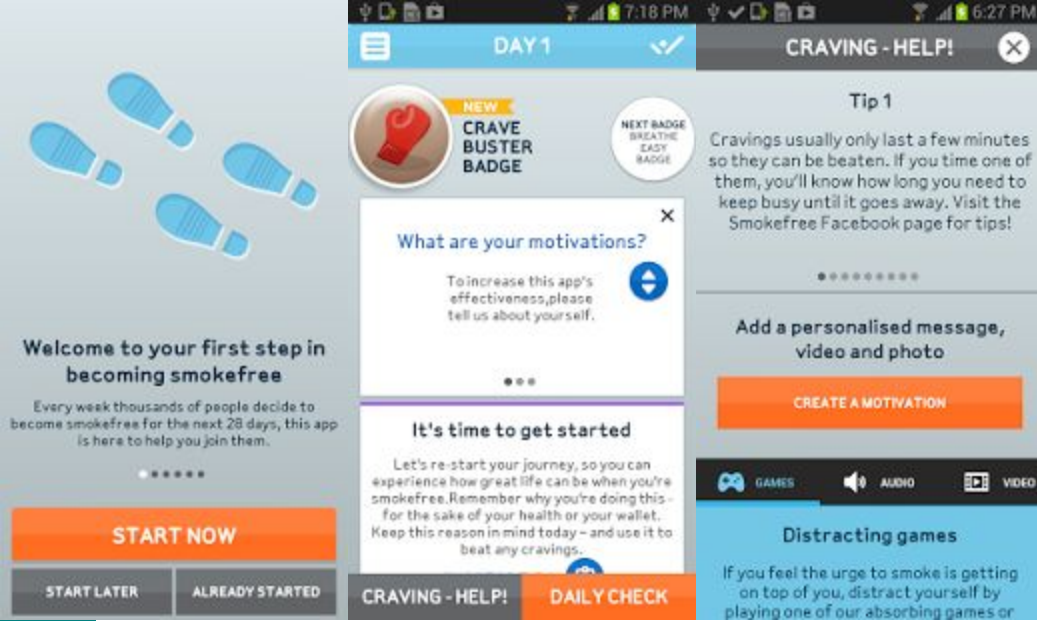 Welcome to your first step in
becoming smokefree
Every week thousands of people decide to
become smokefree for the next 28 days, this app
is here to help you join them.
START NOW
START LATER
ALREADY STARTED
7:18 PM
DAY 1
NEW
CRAVE
BUSTER
BADGE
NEXT BADGE
BREATHE
EASY
BADGE
What are your motivations?
To increase this app's
effectiveness,please
tell us about yourself.
It's time to get started
Let's re-start your journey, so you can
experience how great life can be when you're
smokefree.Remember why you're doing this -
for the sake of your health or your wallet.
Keep this reason in mind today – and use it to
beat any cravings.
CRAVING - HELP!
DAILY CHECK
6:27 PM
CRAVING - HELP!
Tip 1
Cravings usually only last a few minutes
so they can be beaten. If you time one of
them, you'll know how long you need to
keep busy until it goes away. Visit the
Smokefree Facebook page for tips!
Add a personalised message,
video and photo
CREATE A MOTIVATION
GAMES
AUDIO
VIDEO
Distracting games
If you feel the urge to smoke is getting
on top of you, distract yourself by
playing one of our absorbing games or